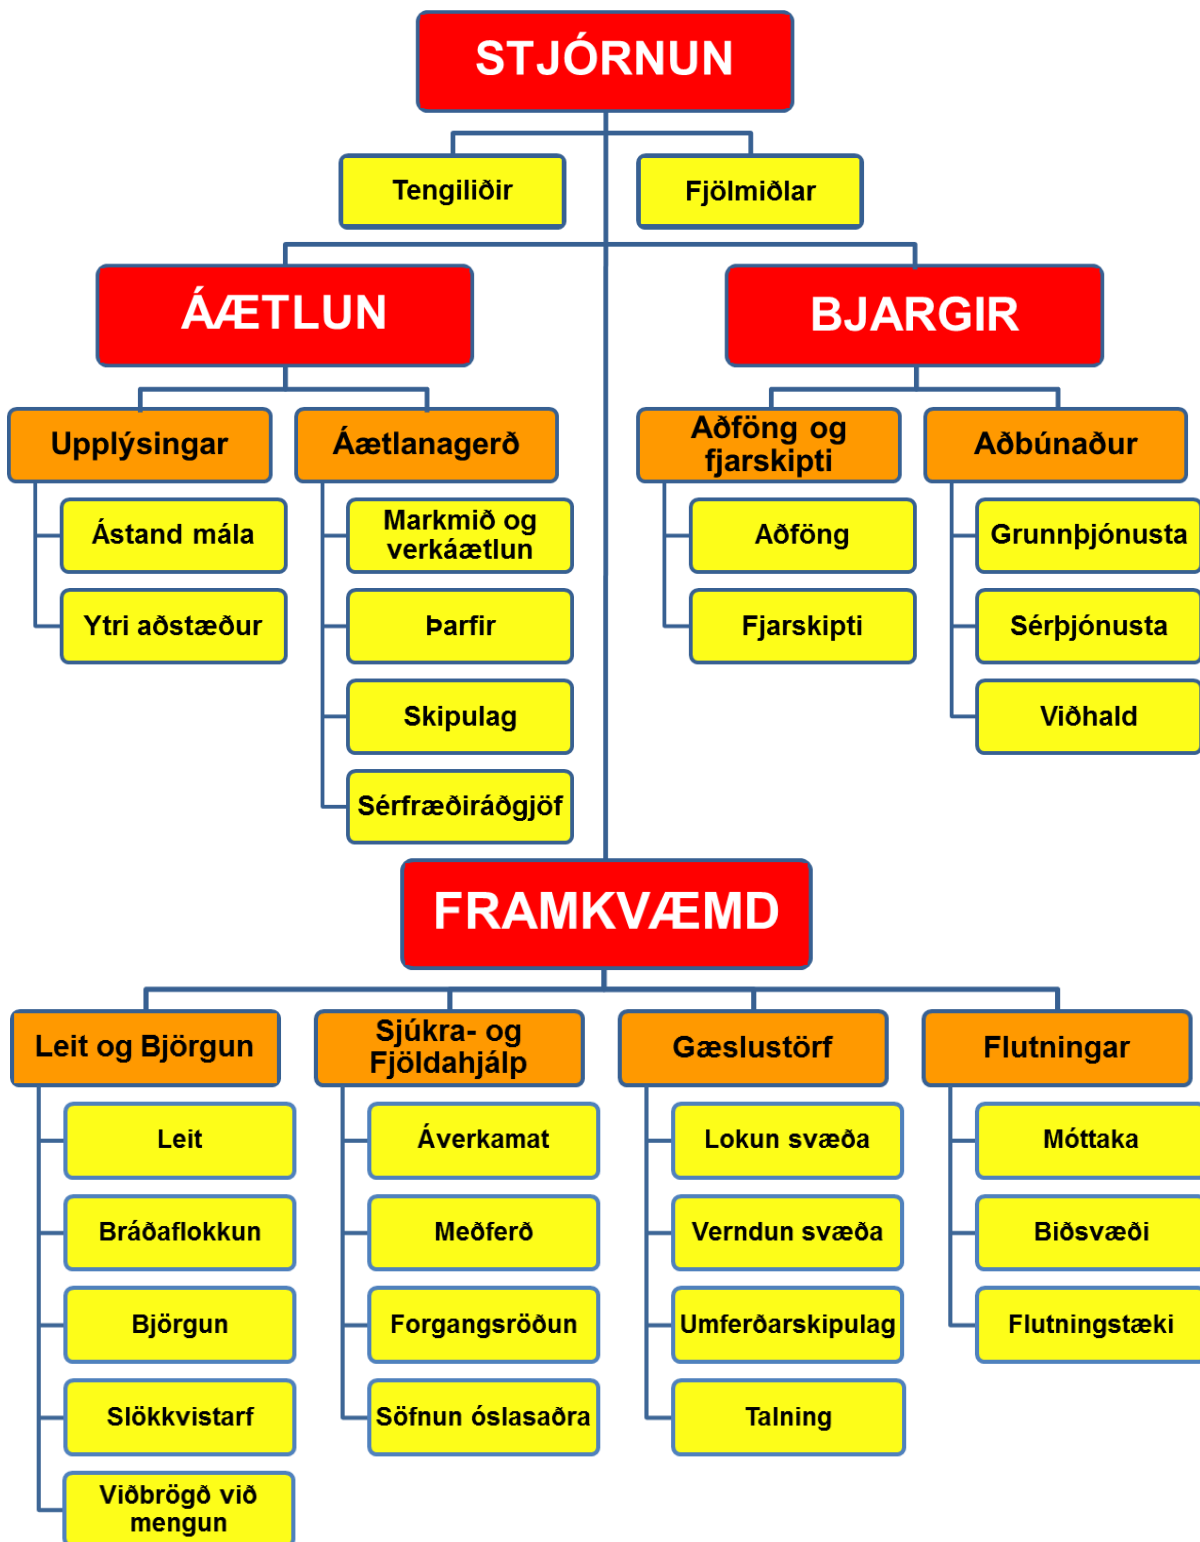 STJÓRNUN
Tengiliðir
Fjölmiðlar
ÁÆTLUN
BJARGIR
Upplýsingar
Ástand mála
Ytri aðstæður
Áætlanagerð
Markmið og
verkáætlun
Þarfir
Skipulag
Sérfræðiráðgjöf
Aðföng og
fjarskipti
Aðföng
Fjarskipti
Aðbúnaður
Grunnþjónusta
Sérþjónusta
Viðhald
FRAMKVÆMD
Leit og Björgun
Leit
Bráðaflokkun
Björgun
Slökkvistarf
Viðbrögð við
mengun
Sjúkra- og
Fjöldahjálp
Áverkamat
Meðferð
Forgangsröðun
Söfnun óslasaðra
Gæslustörf
Lokun svæða
Verndun svæða
Umferðarskipulag
Talning
Flutningar
Móttaka
Biðsvæði
Flutningstæki